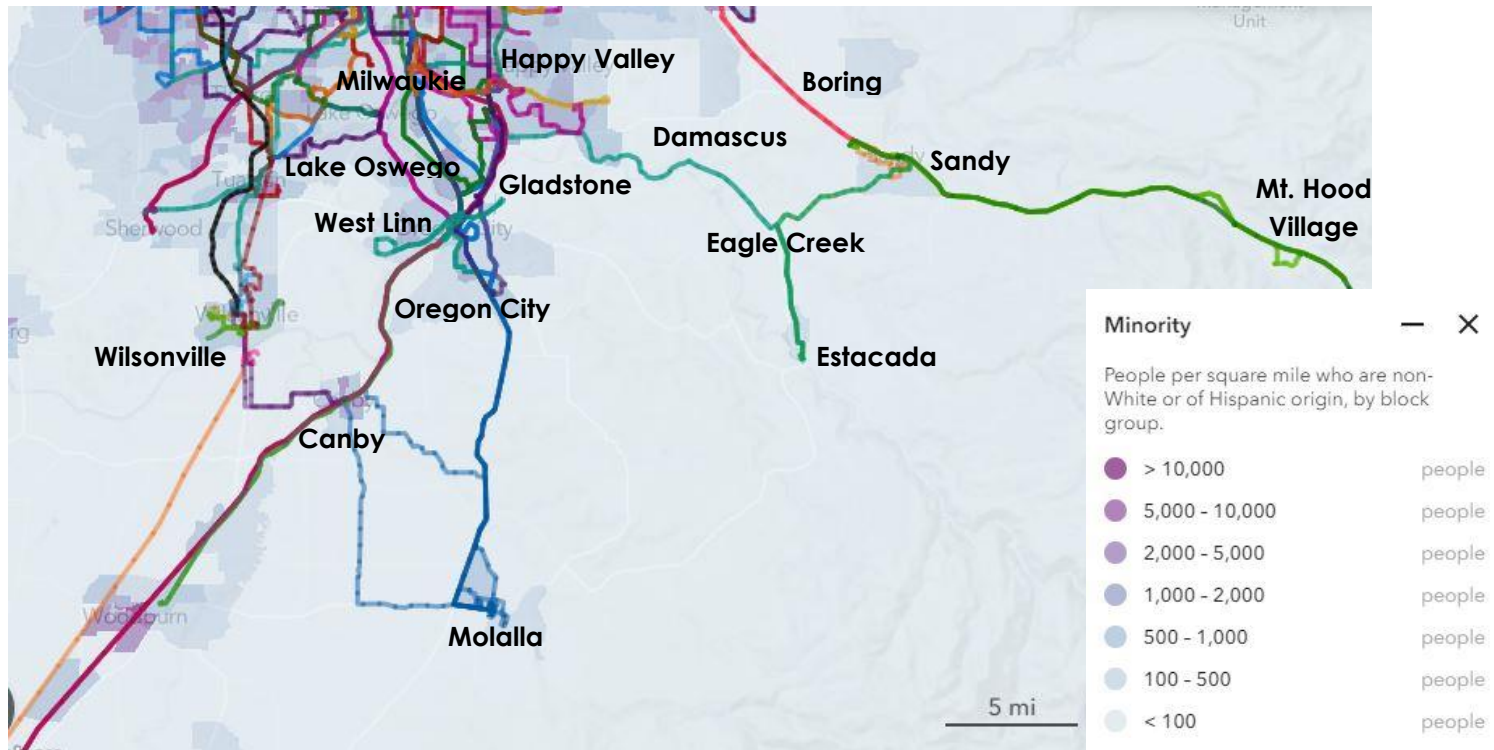 Unit
Happy Valley
Milwaukie
Boring
Lake Oswego
Damascus
Lake Oswego
Sandy
Gladstone
Mt. Hood
Village
West Linn
Sherwood
Eagle Creek
Oregon City
Wilsonville
Estacada
Canby
Woodburn
Molalla
5 mi
Minority
People per square mile who are non-
White or of Hispanic origin, by block
group.
> 10,000 people
5,000 - 10,000 people
2,000 - 5,000 people
1,000 - 2,000 people
500 - 1,000 people
100 - 500 people
< 100 people